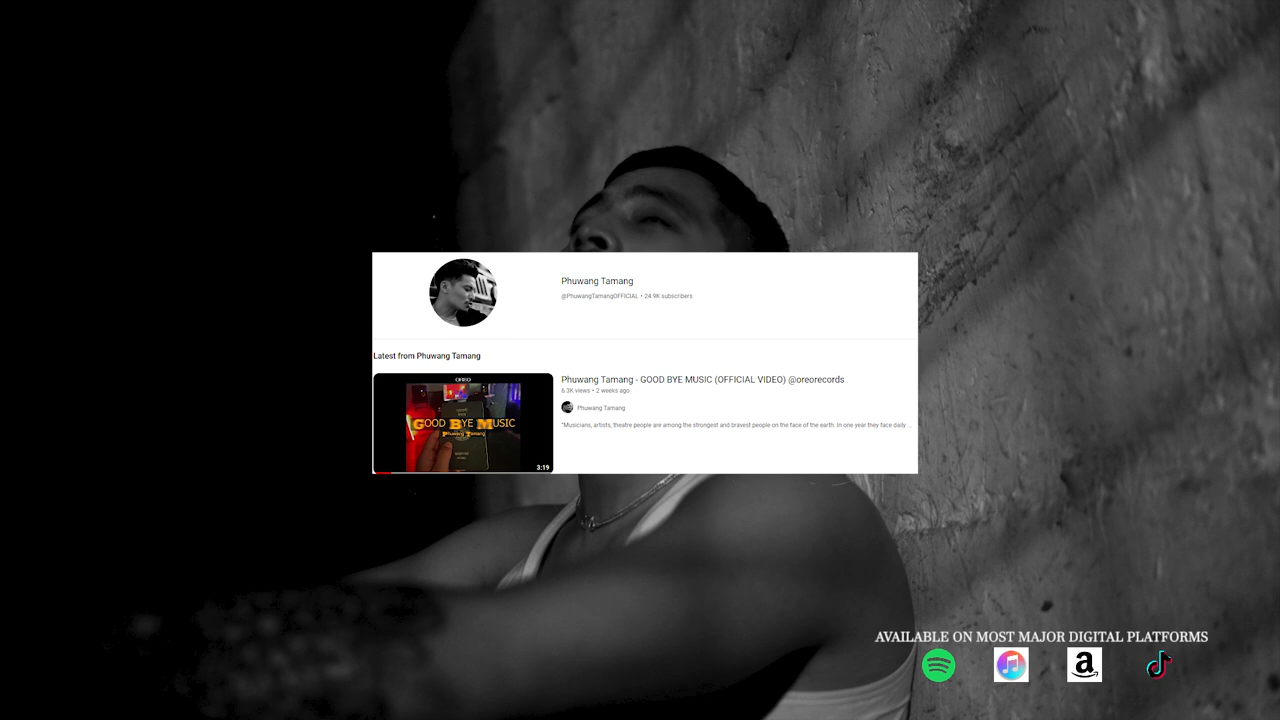 Phuwang Tamang
@PhuwangTamangOFFICIAL • 24.9K subscribers
Latest from Phuwang Tamang
OREO
GOOD BYE MUSIC
Phuwang Tamang
3:19
Phuwang Tamang - GOOD BYE MUSIC (OFFICIAL VIDEO) @oreorecords
6.3K views • 2 weeks ago
Phuwang Tamang
"Musicians, artists, theatre people are among the strongest and bravest people on the face of the earth. In one year they face daily ...
AVAILABLE ON MOST MAJOR DIGITAL PLATFORMS
a